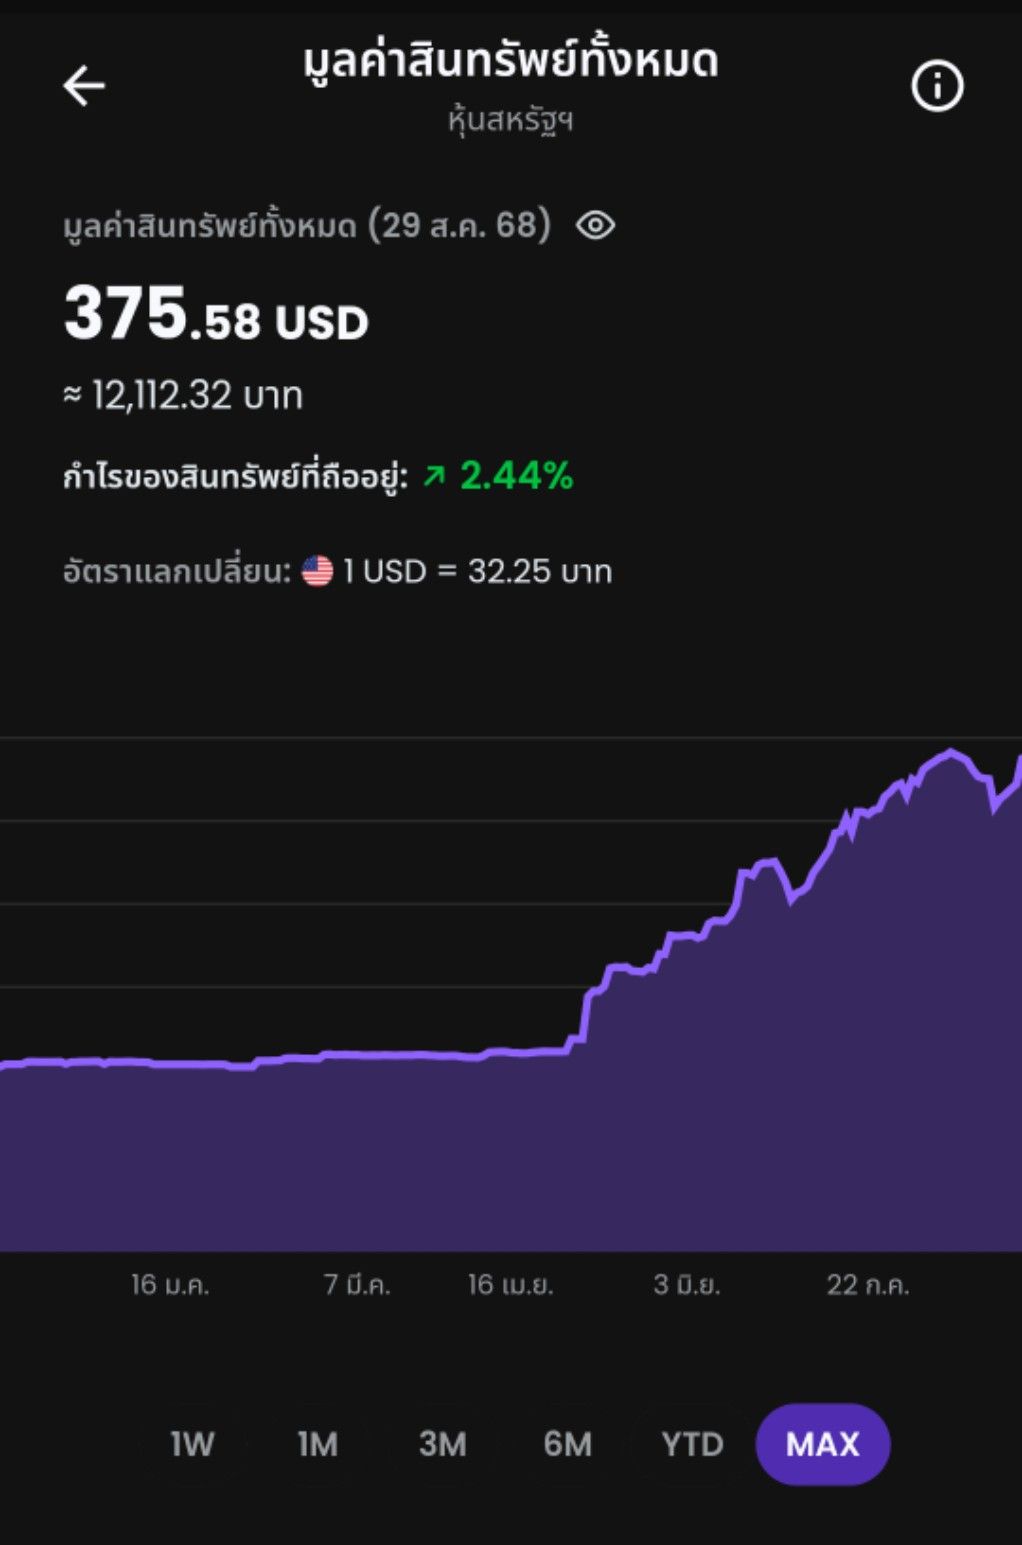 มูลค่าสินทรัพย์ทั้งหมด
หุ้นสหรัฐฯ
มูลค่าสินทรัพย์ทั้งหมด (29 ส.ค. 68)
375.58 USD
≈ 12,112.32 บาท
กำไรของสินทรัพย์ที่ถืออยู่: ↗ 2.44%
อัตราแลกเปลี่ยน: 1 USD = 32.25 บาท
16 ม.ค. 7 มี.ค. 16 เม.ย. 3 มิ.ย. 22 ก.ค.
1W 1M 3M 6M YTD MAX